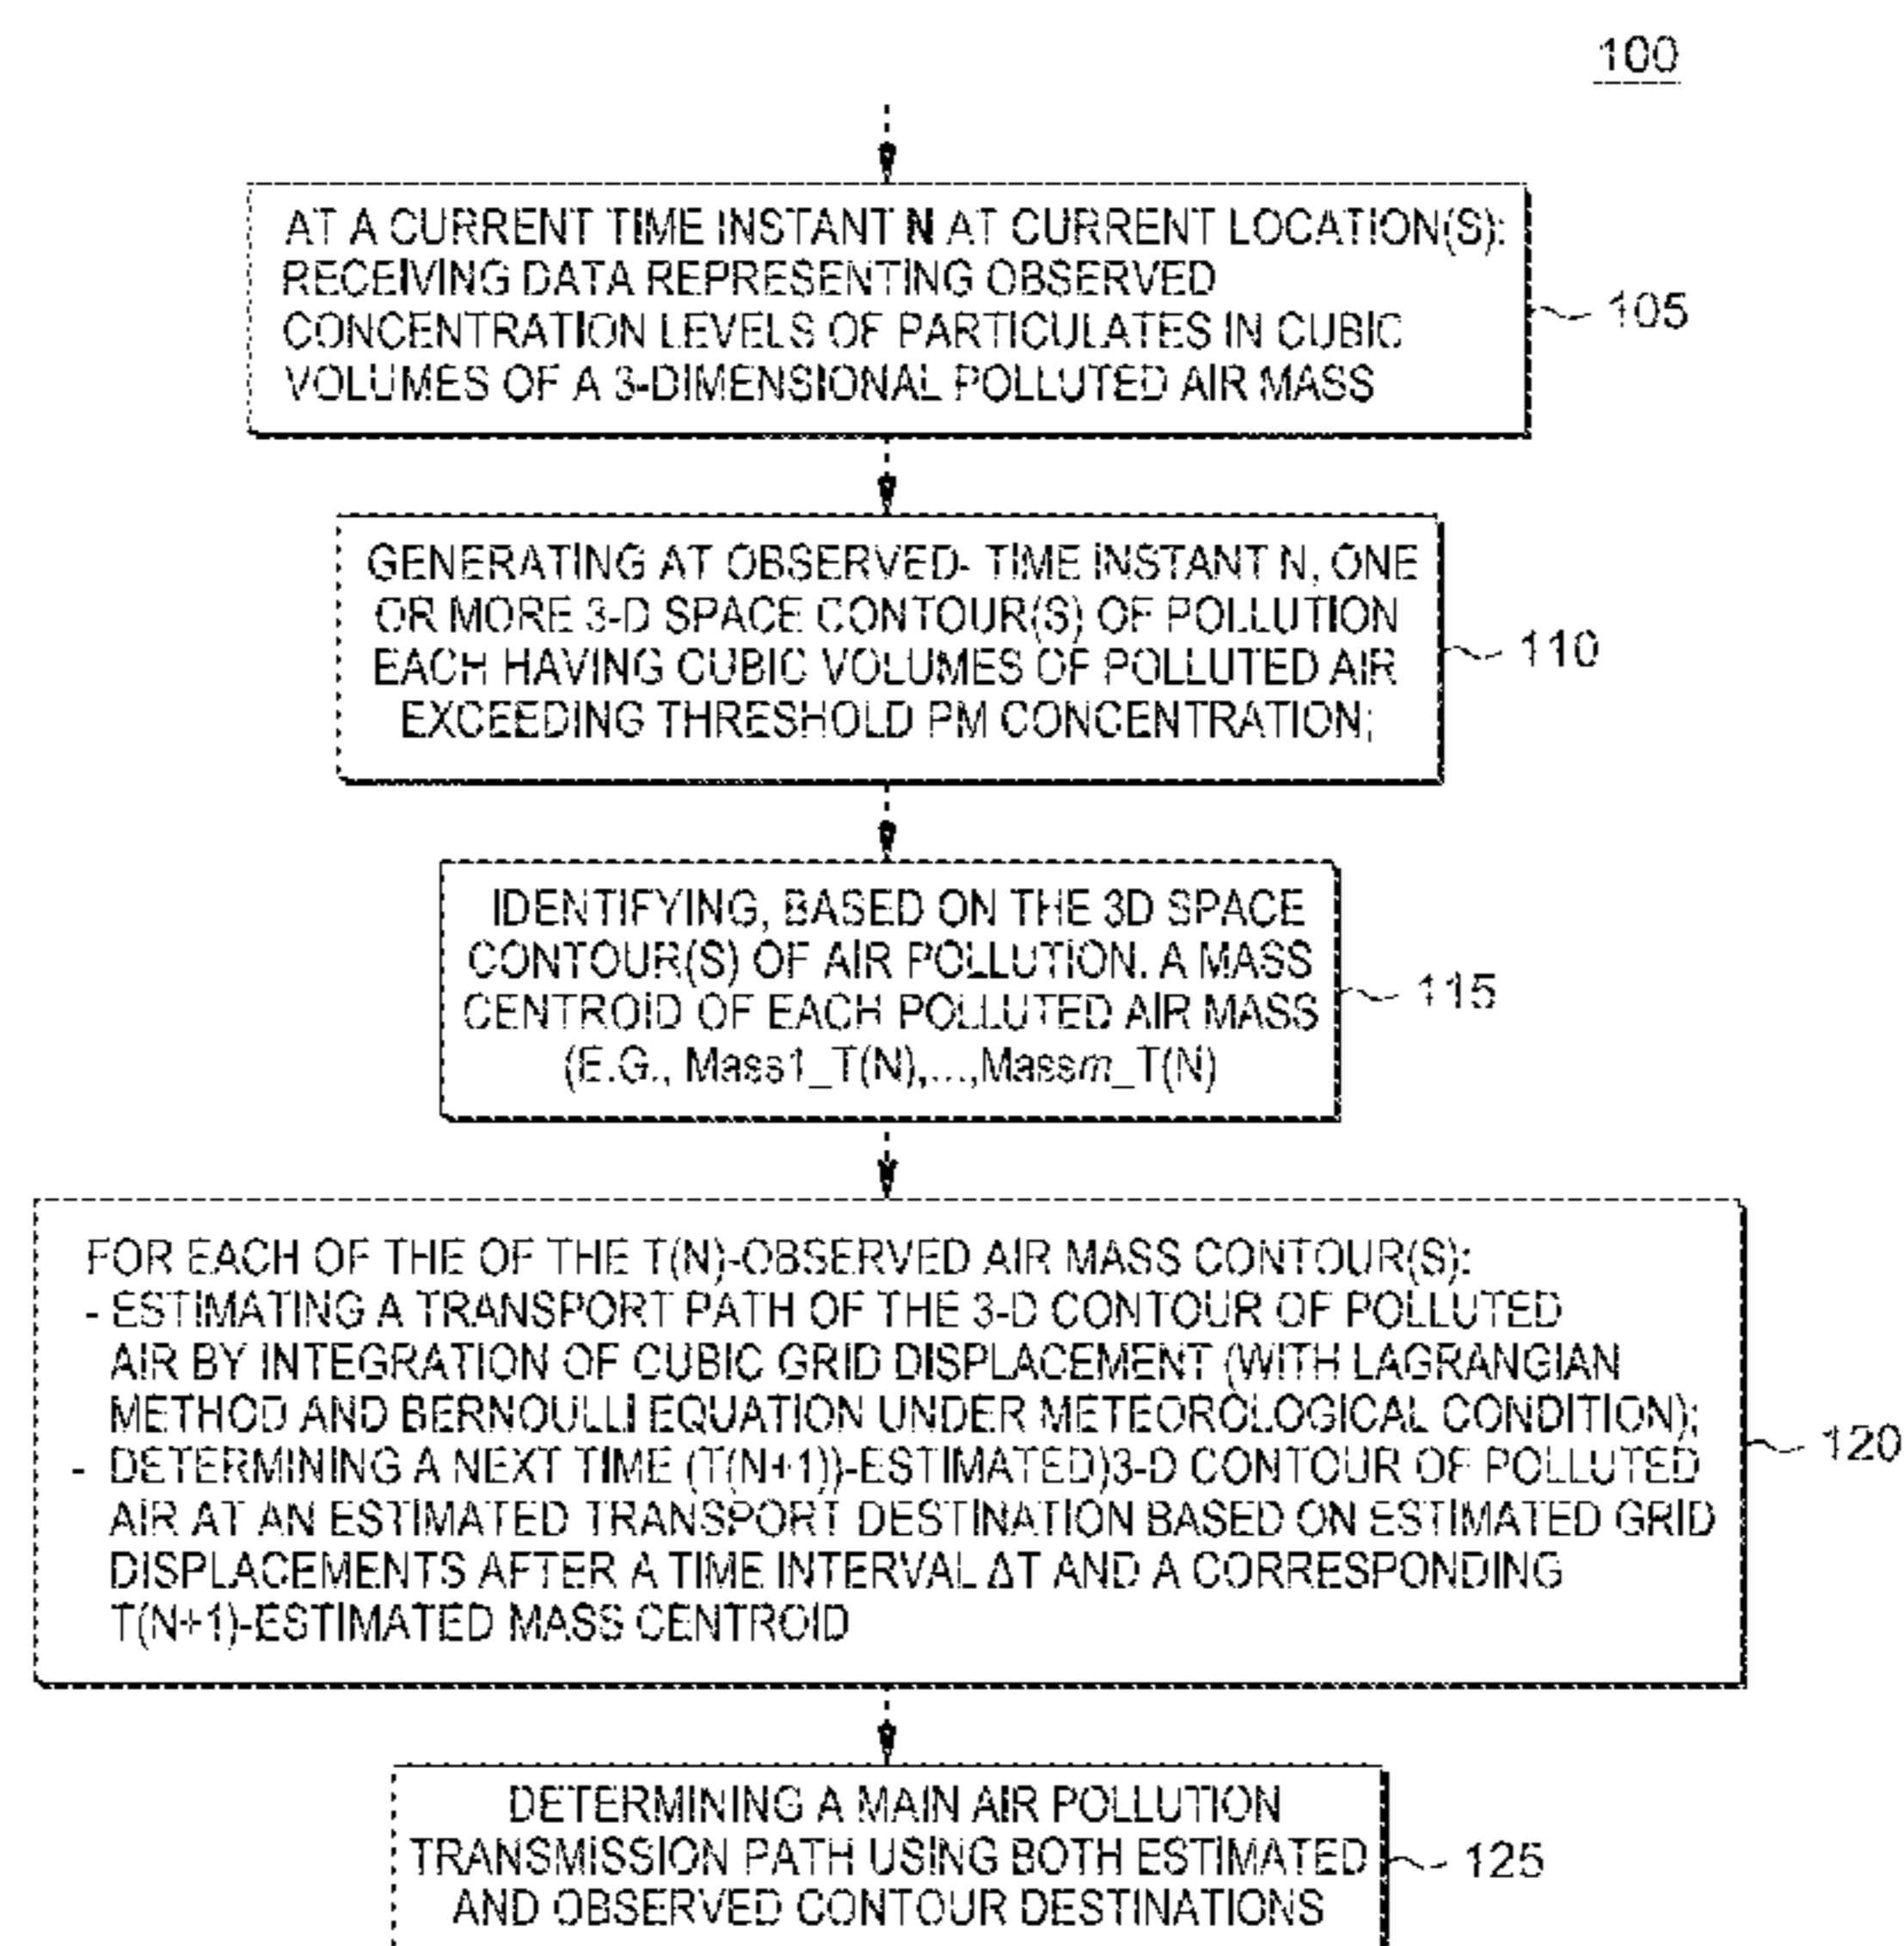 100
AT A CURRENT TIME INSTANT N AT CURRENT LOCATION(S):
RECEIVING DATA REPRESENTING OBSERVED
CONCENTRATION LEVELS OF PARTICULATES IN CUBIC
VOLUMES OF A 3-DIMENSIONAL POLLUTED AIR MASS
105
GENERATING AT OBSERVED- TIME INSTANT N, ONE
OR MORE 3-D SPACE CONTOUR(S) OF POLLUTION
EACH HAVING CUBIC VOLUMES OF POLLUTED AIR
EXCEEDING THRESHOLD PM CONCENTRATION;
110
IDENTIFYING, BASED ON THE 3D SPACE
CONTOUR(S) OF AIR POLLUTION. A MASS
CENTROID OF EACH POLLUTED AIR MASS
(E.G., Mass1_T(N),...,Massm_T(N)
115
FOR EACH OF THE OF THE T(N)-OBSERVED AIR MASS CONTOUR(S):
- ESTIMATING A TRANSPORT PATH OF THE 3-D CONTOUR OF POLLUTED
AIR BY INTEGRATION OF CUBIC GRID DISPLACEMENT (WITH LAGRANGIAN
METHOD AND BERNOULLI EQUATION UNDER METEOROLOGICAL CONDITION);
- DETERMINING A NEXT TIME (T(N+1))-ESTIMATED)3-D CONTOUR OF POLLUTED
AIR AT AN ESTIMATED TRANSPORT DESTINATION BASED ON ESTIMATED GRID
DISPLACEMENTS AFTER A TIME INTERVAL ΔT AND A CORRESPONDING
T(N+1)-ESTIMATED MASS CENTROID
120
DETERMINING A MAIN AIR POLLUTION
TRANSMISSION PATH USING BOTH ESTIMATED
AND OBSERVED CONTOUR DESTINATIONS
125